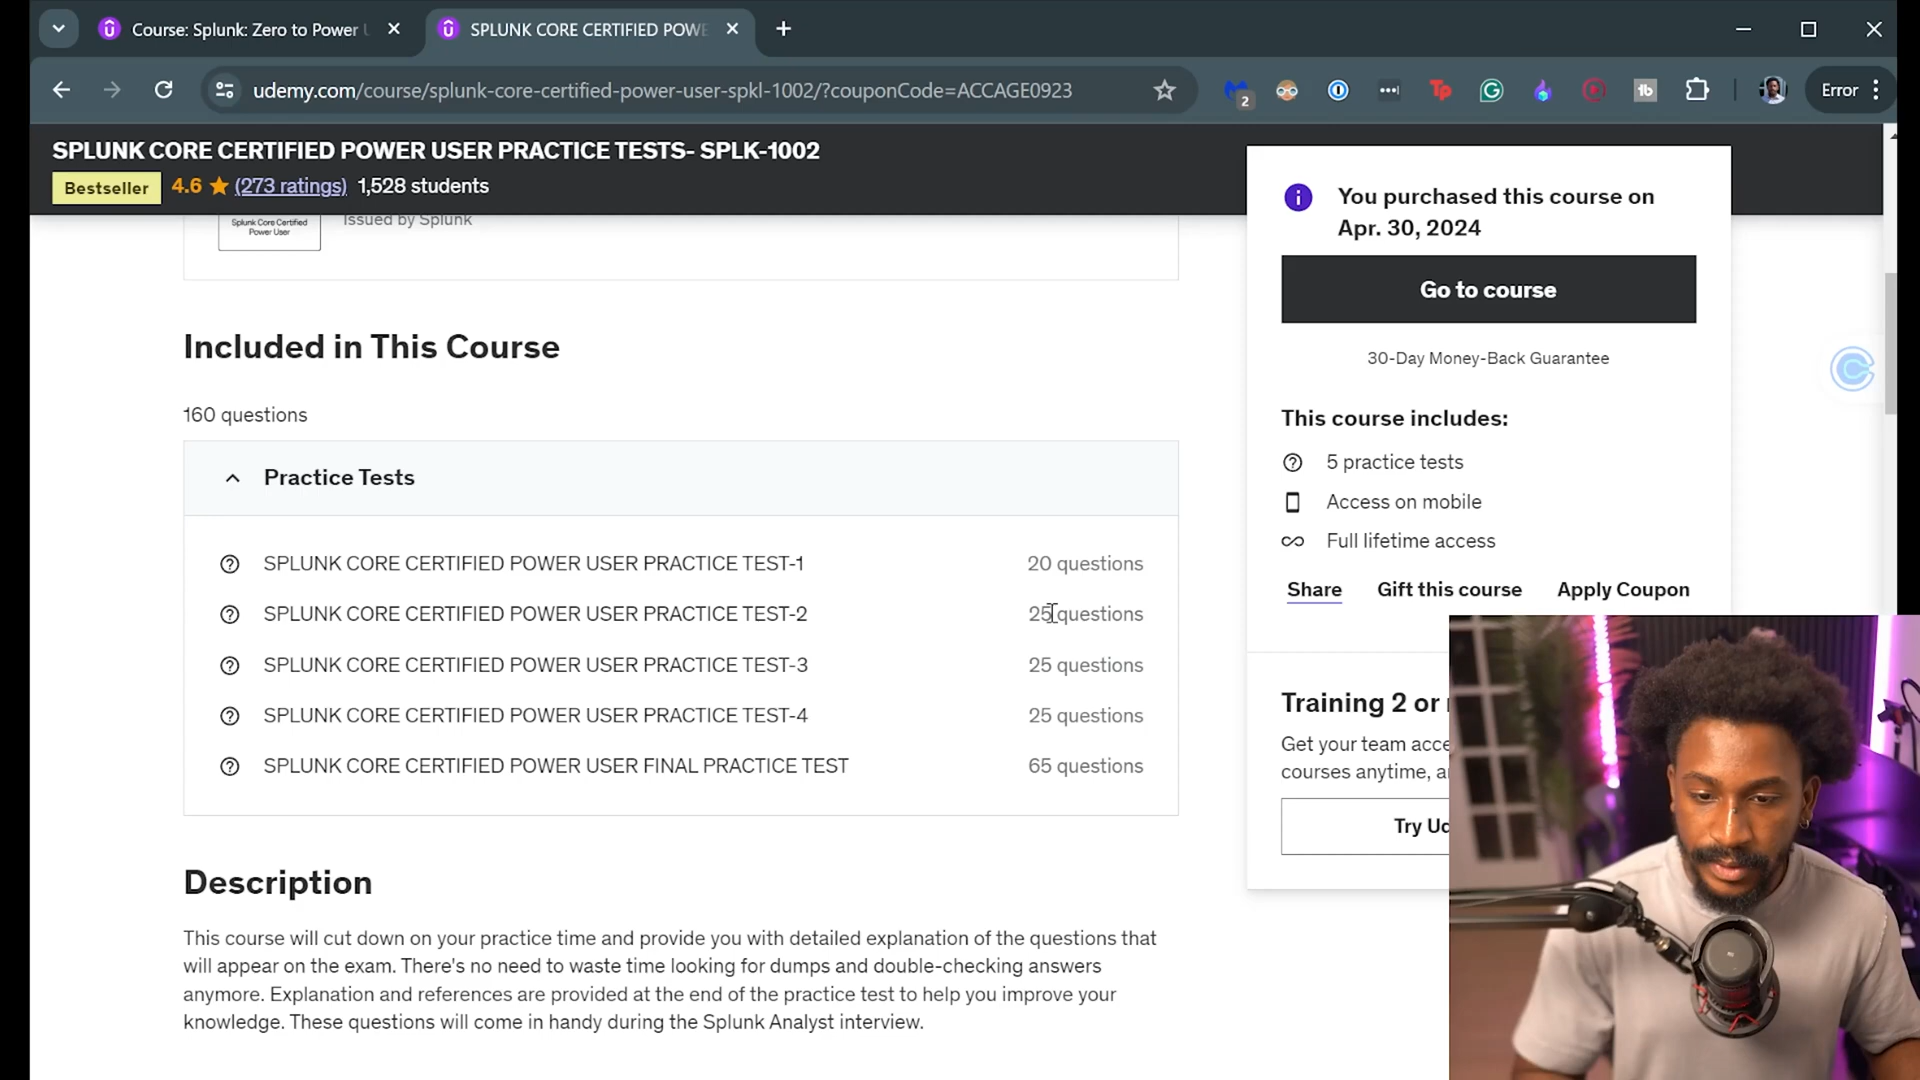 Course: Splunk: Zero to Power
SPLUNK CORE CERTIFIED POWE
udemy.com/course/splunk-core-certified-power-user-spkl-1002/?couponCode=ACCAGE0923
2
Tp
tb
Error
SPLUNK CORE CERTIFIED POWER USER PRACTICE TESTS- SPLK-1002
Bestseller 4.6 (273 ratings) 1,528 students
Splunk Core Certified
Power User
Issued by Splunk
Included in This Course
160 questions
Practice Tests
SPLUNK CORE CERTIFIED POWER USER PRACTICE TEST-1 20 questions
SPLUNK CORE CERTIFIED POWER USER PRACTICE TEST-2 25 questions
SPLUNK CORE CERTIFIED POWER USER PRACTICE TEST-3 25 questions
SPLUNK CORE CERTIFIED POWER USER PRACTICE TEST-4 25 questions
SPLUNK CORE CERTIFIED POWER USER FINAL PRACTICE TEST 65 questions
Description
This course will cut down on your practice time and provide you with detailed explanation of the questions that
will appear on the exam. There's no need to waste time looking for dumps and double-checking answers
anymore. Explanation and references are provided at the end of the practice test to help you improve your
knowledge. These questions will come in handy during the Splunk Analyst interview.
You purchased this course on
Apr. 30, 2024
Go to course
30-Day Money-Back Guarantee
This course includes:
5 practice tests
Access on mobile
Full lifetime access
Share Gift this course Apply Coupon
Training 2 or
Get your team acce
courses anytime, a
Try Ud